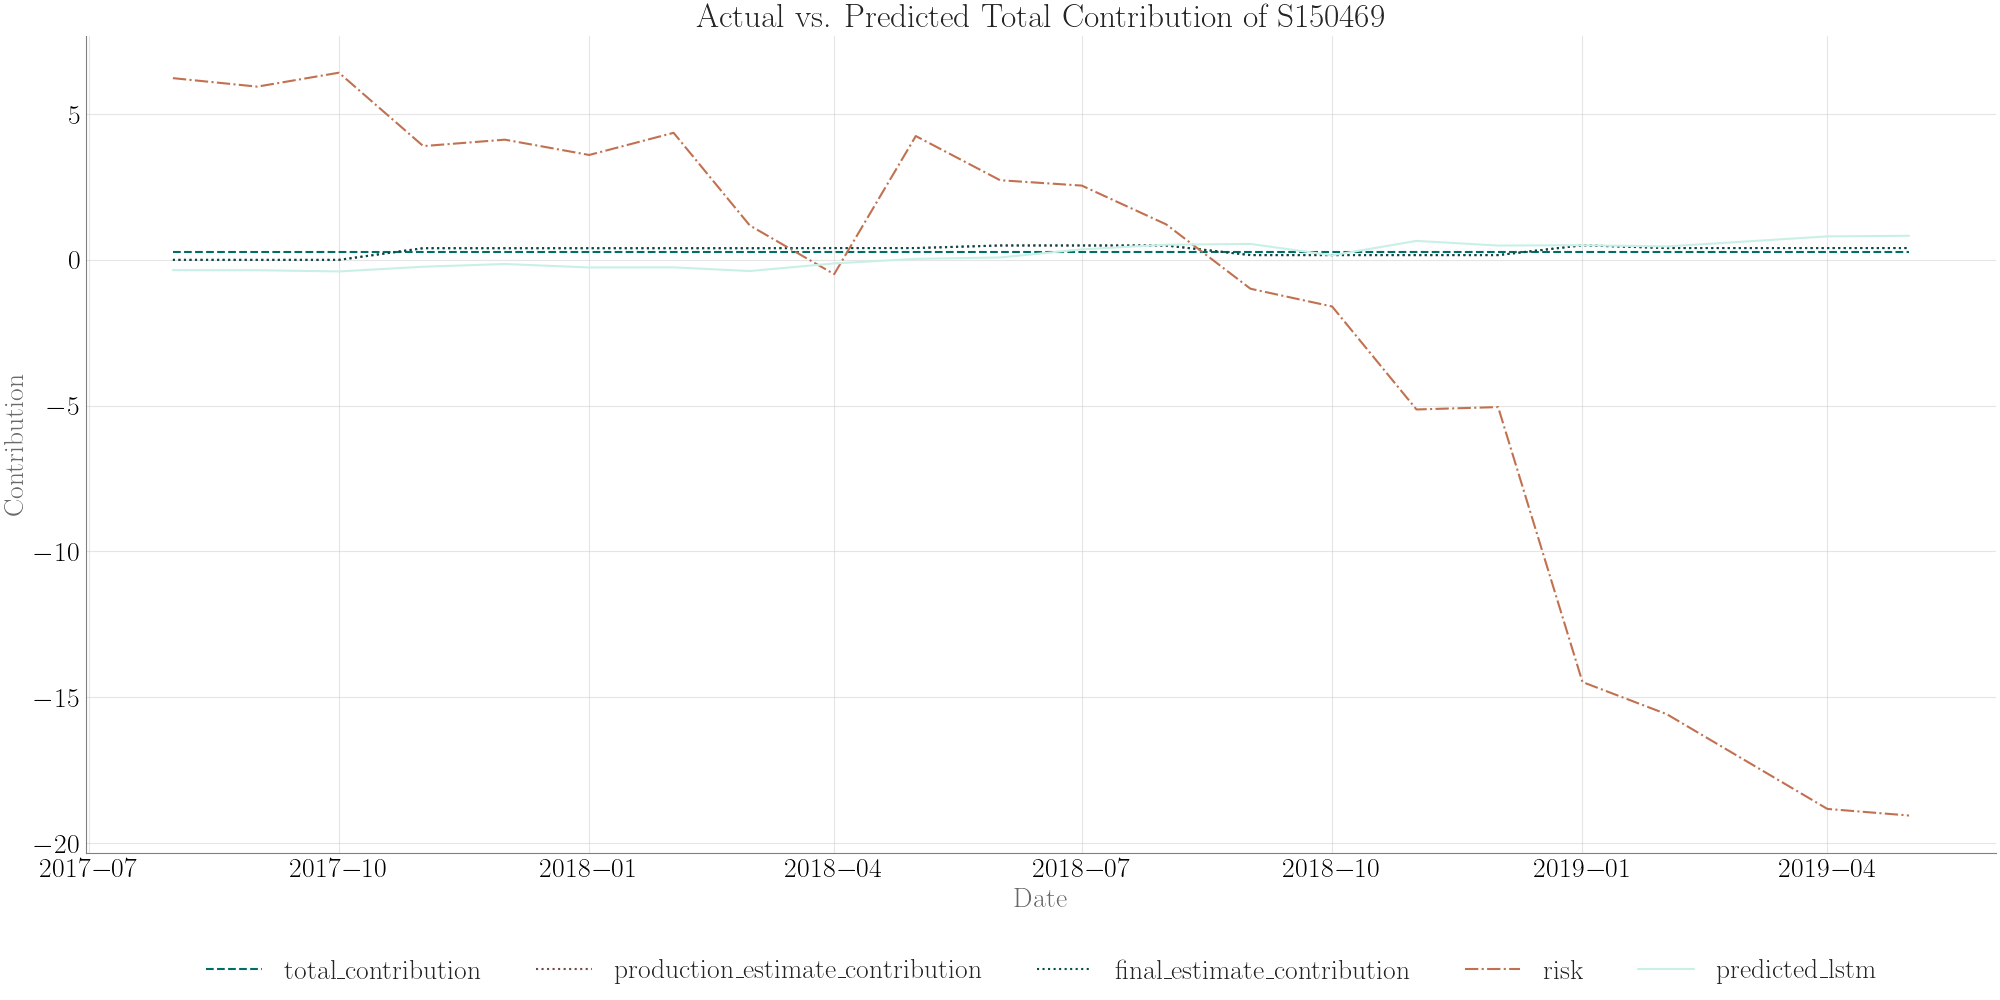 Actual vs. Predicted Total Contribution of S150469
Contribution
5
0
−5
−10
−15
−20
2017−07 2017−10 2018−01 2018−04 2018−07 2018−10 2019−01 2019−04
Date
total_contribution production_estimate_contribution final_estimate_contribution risk predicted_lstm